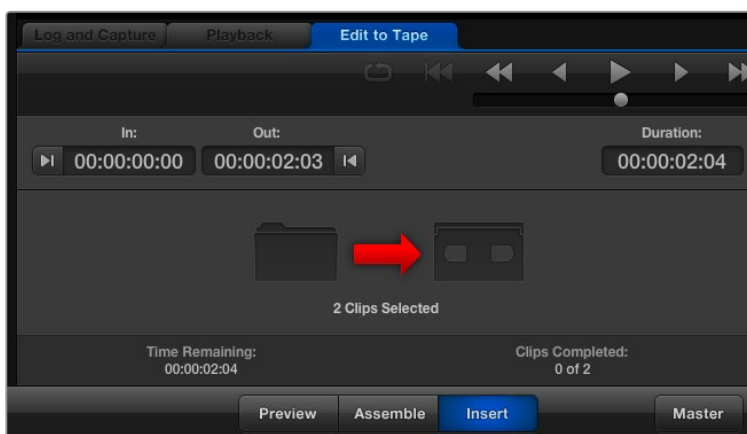 Log and Capture Playback Edit to Tape
In: Out: Duration:
00:00:00:00 00:00:02:03 00:00:02:04
2 Clips Selected
Time Remaining: Clips Completed:
00:00:02:04 0 of 2
Preview Assemble Insert Master